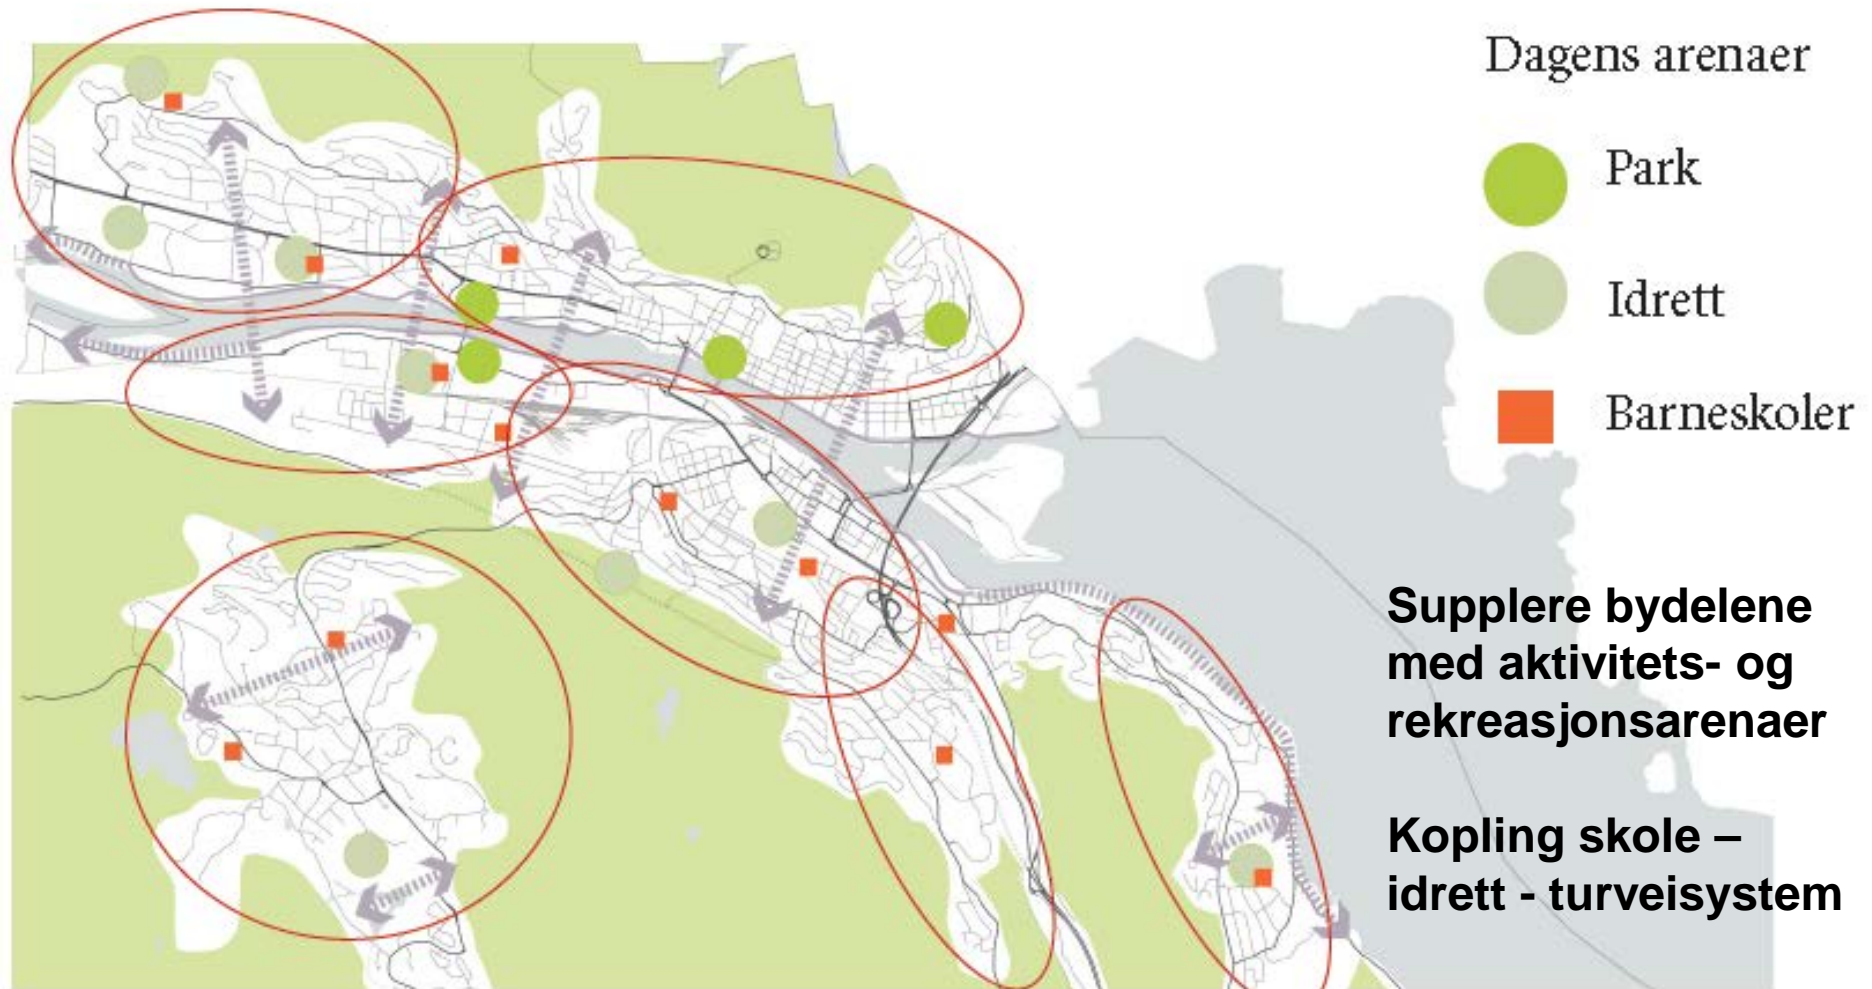 Dagens arenaer
Park
Idrett
Barneskoler
Supplere bydelene
med aktivitets- og
rekreasjonsarenaer
Kopling skole –
idrett - turveisystem